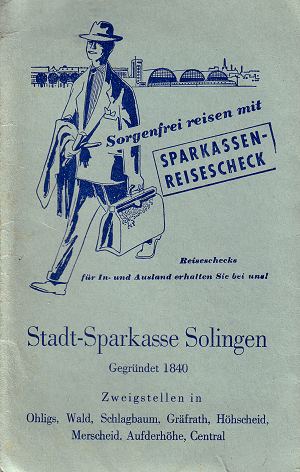 Sorgenfrei reisen mit
SPARKASSEN-
REISESCHECK
Reiseschecks
für In- und Ausland erhalten Sie bei uns!
Stadt-Sparkasse Solingen
Gegründet 1840
Zweigstellen in
Ohligs, Wald, Schlagbaum, Gräfrath, Höhscheid,
Merscheid, Aufderhöhe, Central